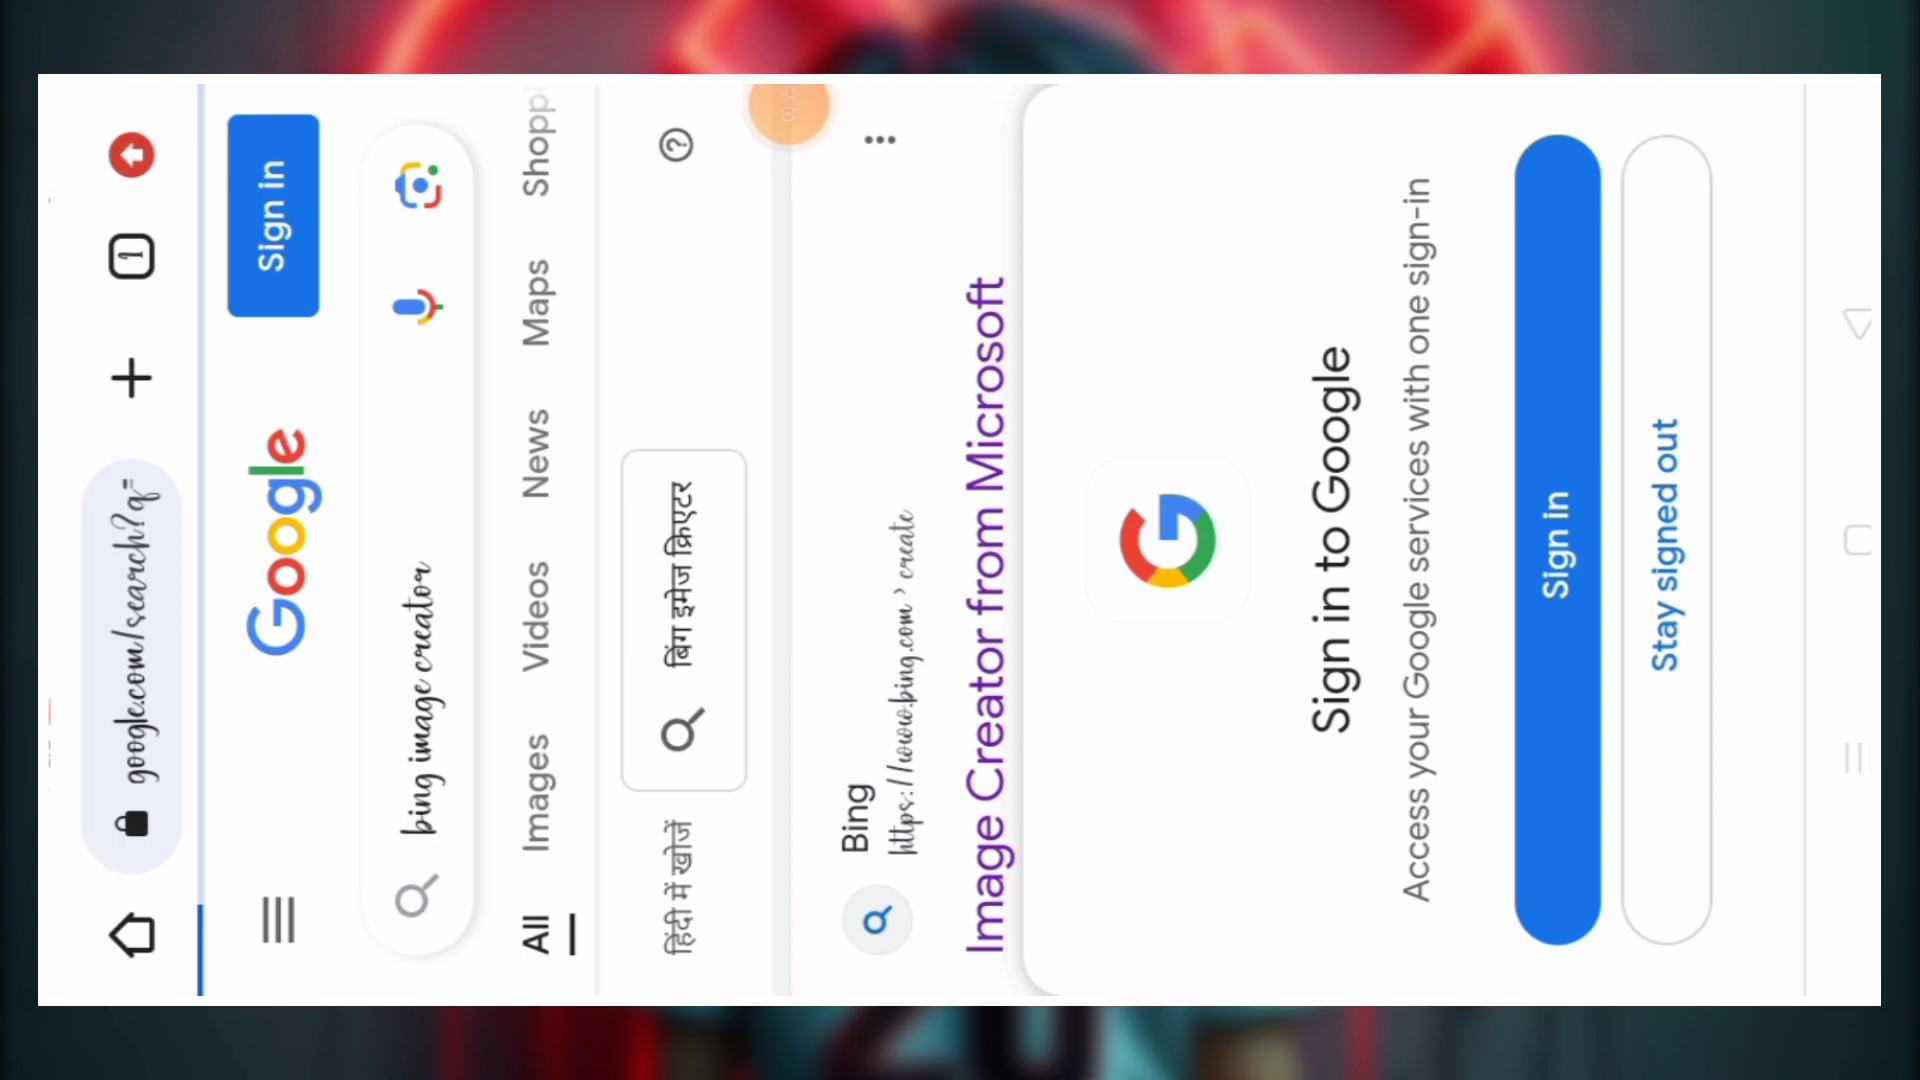 google.com/search?q=
1
Google
Sign in
bing image creator
All Images Videos News Maps Shopp
हिंदी में खोजें बिंग इमेज क्रिएटर
Bing
https://www.bing.com › create
Image Creator from Microsoft
Sign in to Google
Access your Google services with one sign-in
Sign in
Stay signed out
20